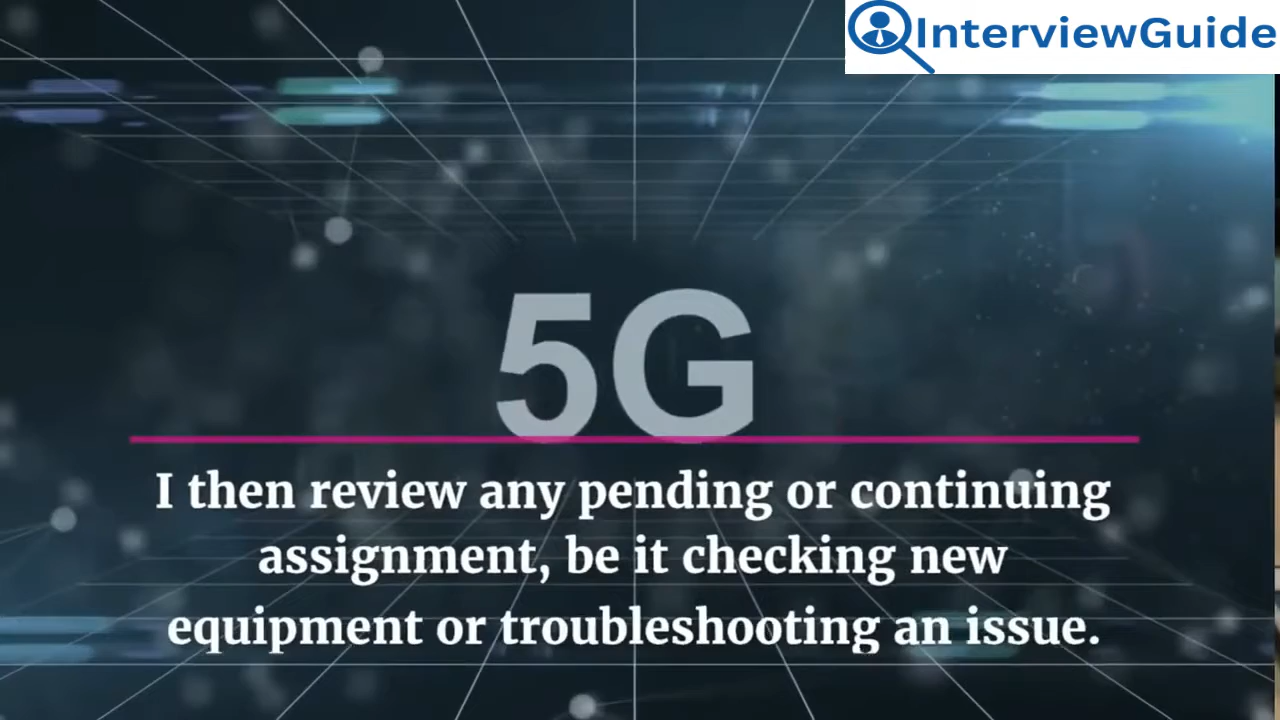 InterviewGuide
5G
I then review any pending or continuing
assignment, be it checking new
equipment or troubleshooting an issue.